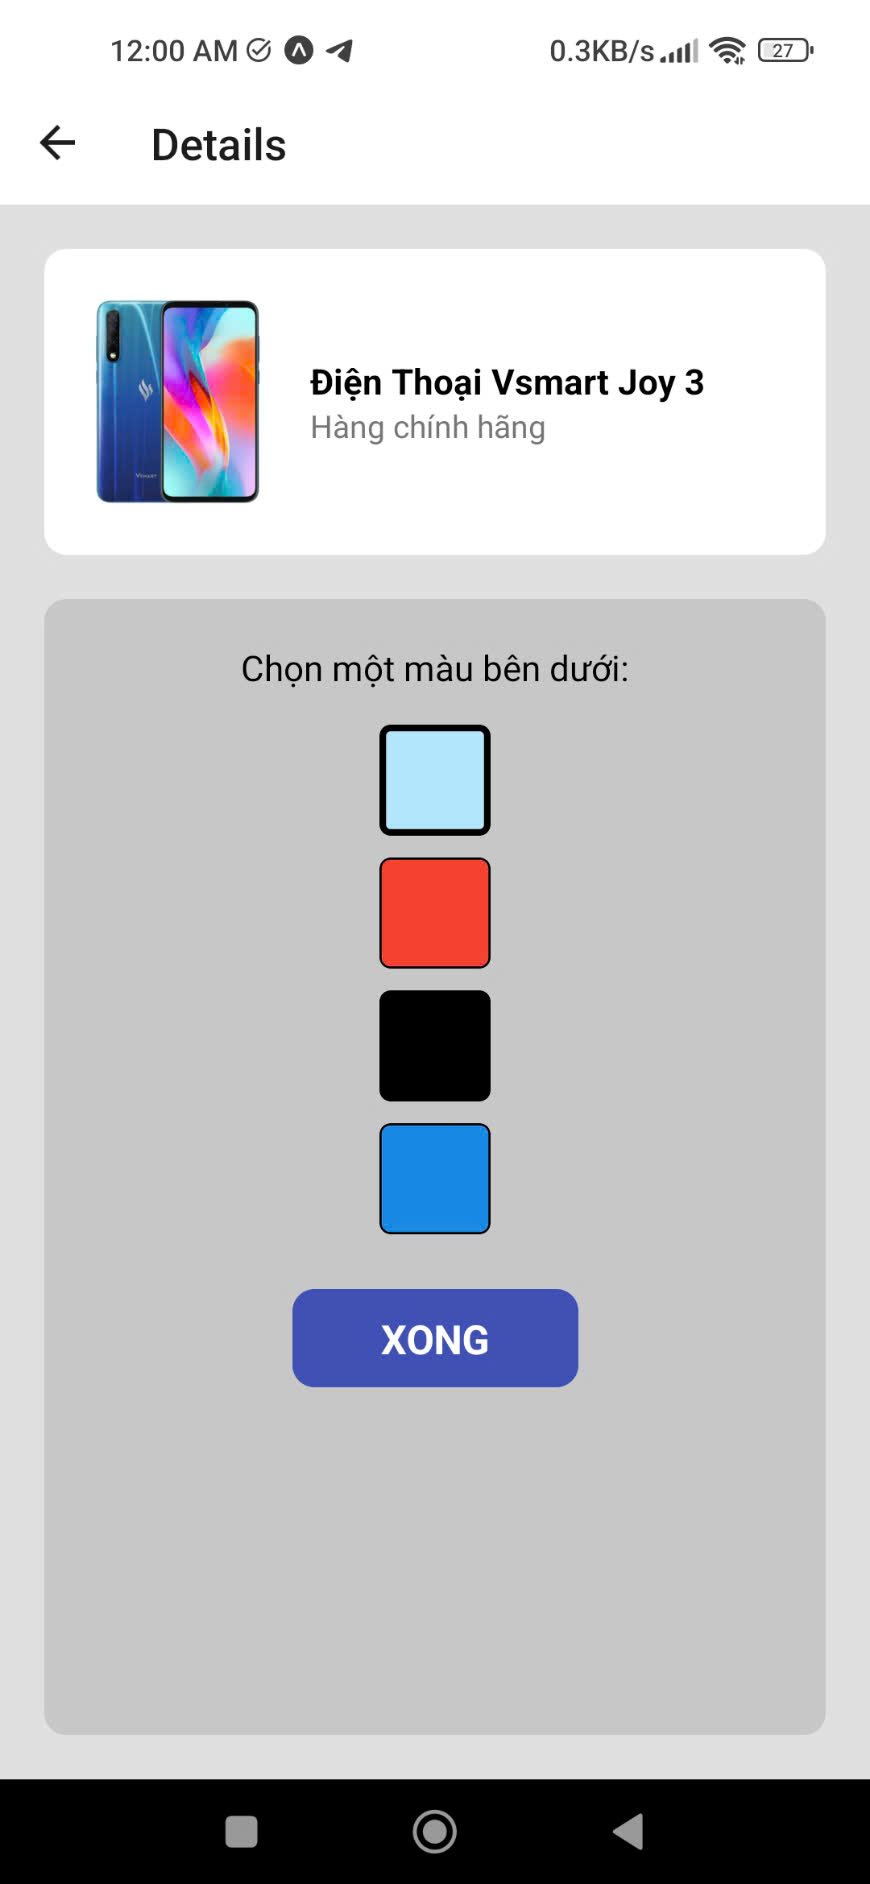 12:00 AM 0.3KB/s 27
Details
Điện Thoại Vsmart Joy 3
Hàng chính hãng
Vsmart
Chọn một màu bên dưới:
XONG